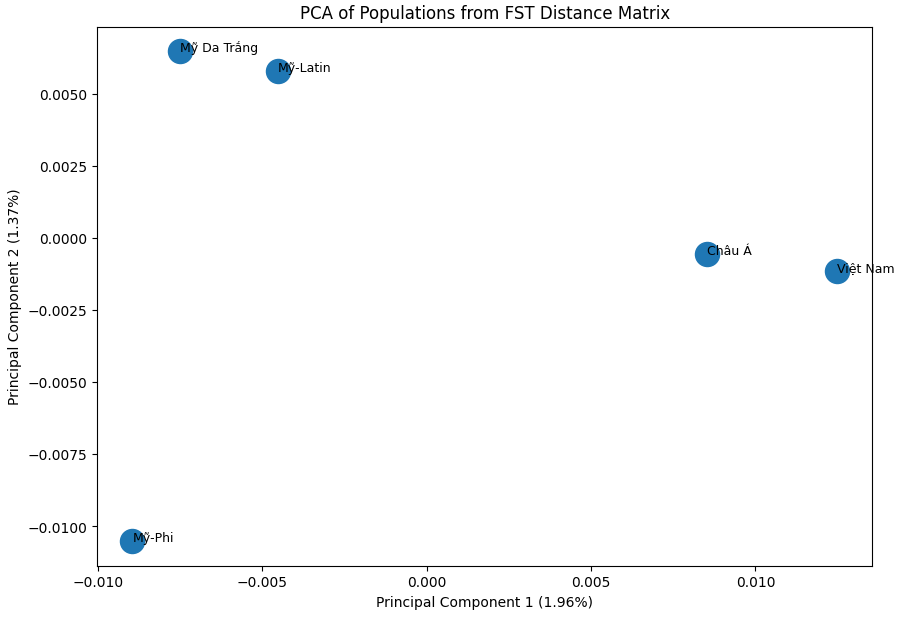 PCA of Populations from FST Distance Matrix
Mỹ Da Trắng
Mỹ-Latin
Châu Á
Việt Nam
Mỹ-Phi
0.0050
0.0025
0.0000
−0.0025
−0.0050
−0.0075
−0.0100
Principal Component 2 (1.37%)
−0.010
−0.005
0.000
0.005
0.010
Principal Component 1 (1.96%)